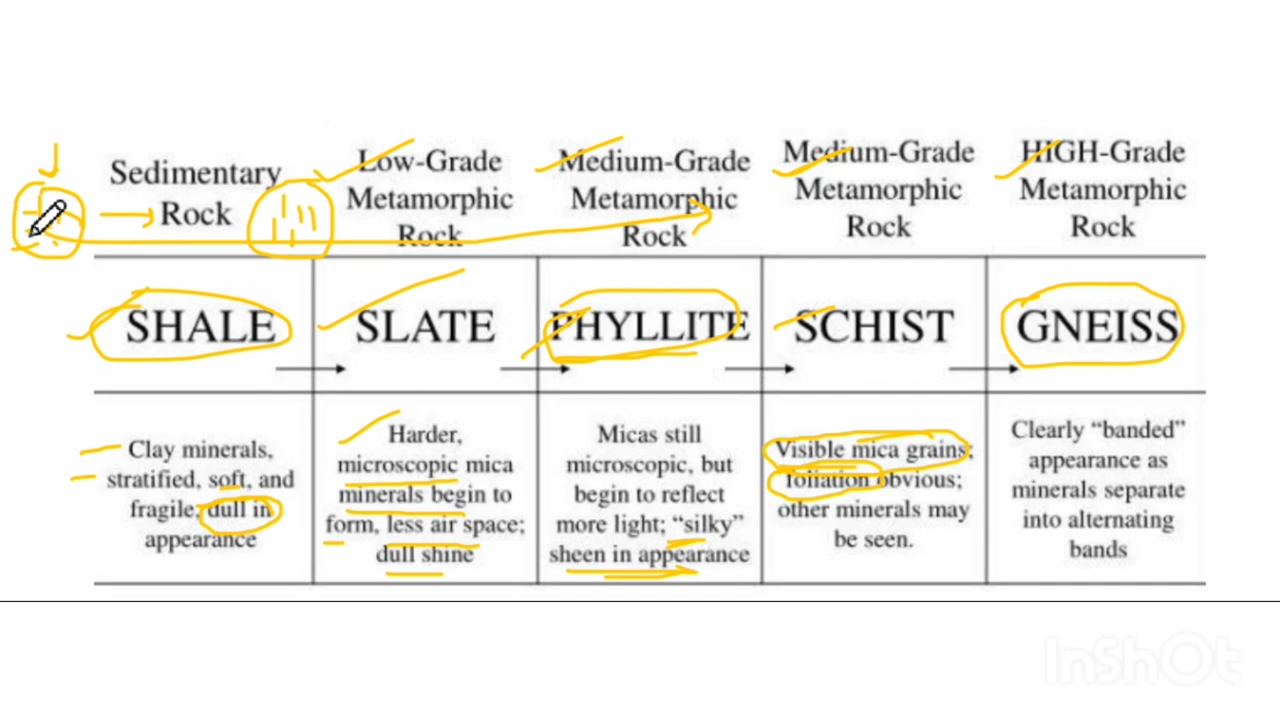 Sedimentary
Rock
Low-Grade
Metamorphic
Rock
Medium-Grade
Metamorphic
Rock
Medium-Grade
Metamorphic
Rock
HIGH-Grade
Metamorphic
Rock
SHALE
SLATE
PHYLLITE
SCHIST
GNEISS
Clay minerals,
stratified, soft, and
fragile; dull in
appearance
Harder,
microscopic mica
minerals begin to
form, less air space;
dull shine
Micas still
microscopic, but
begin to reflect
more light; “silky”
sheen in appearance
Visible mica grains;
foliation obvious;
other minerals may
be seen.
Clearly “banded”
appearance as
minerals separate
into alternating
bands
InShOt